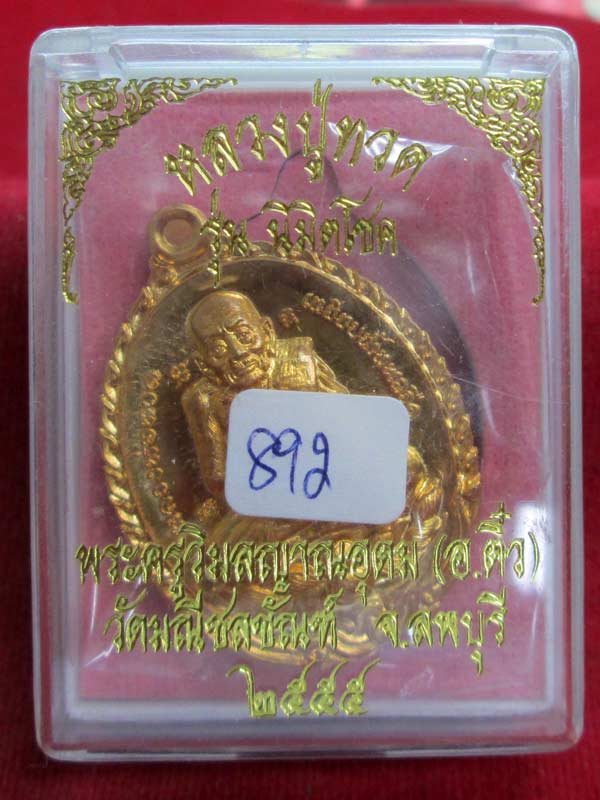 หลวงปู่ทวด
รุ่น นิมิตโชค
892
พระครูวิมลญาณอุดม (อ.ติ๋ว)
วัดมณีชลขัณฑ์ จ.ลพบุรี
๒๕๕๕